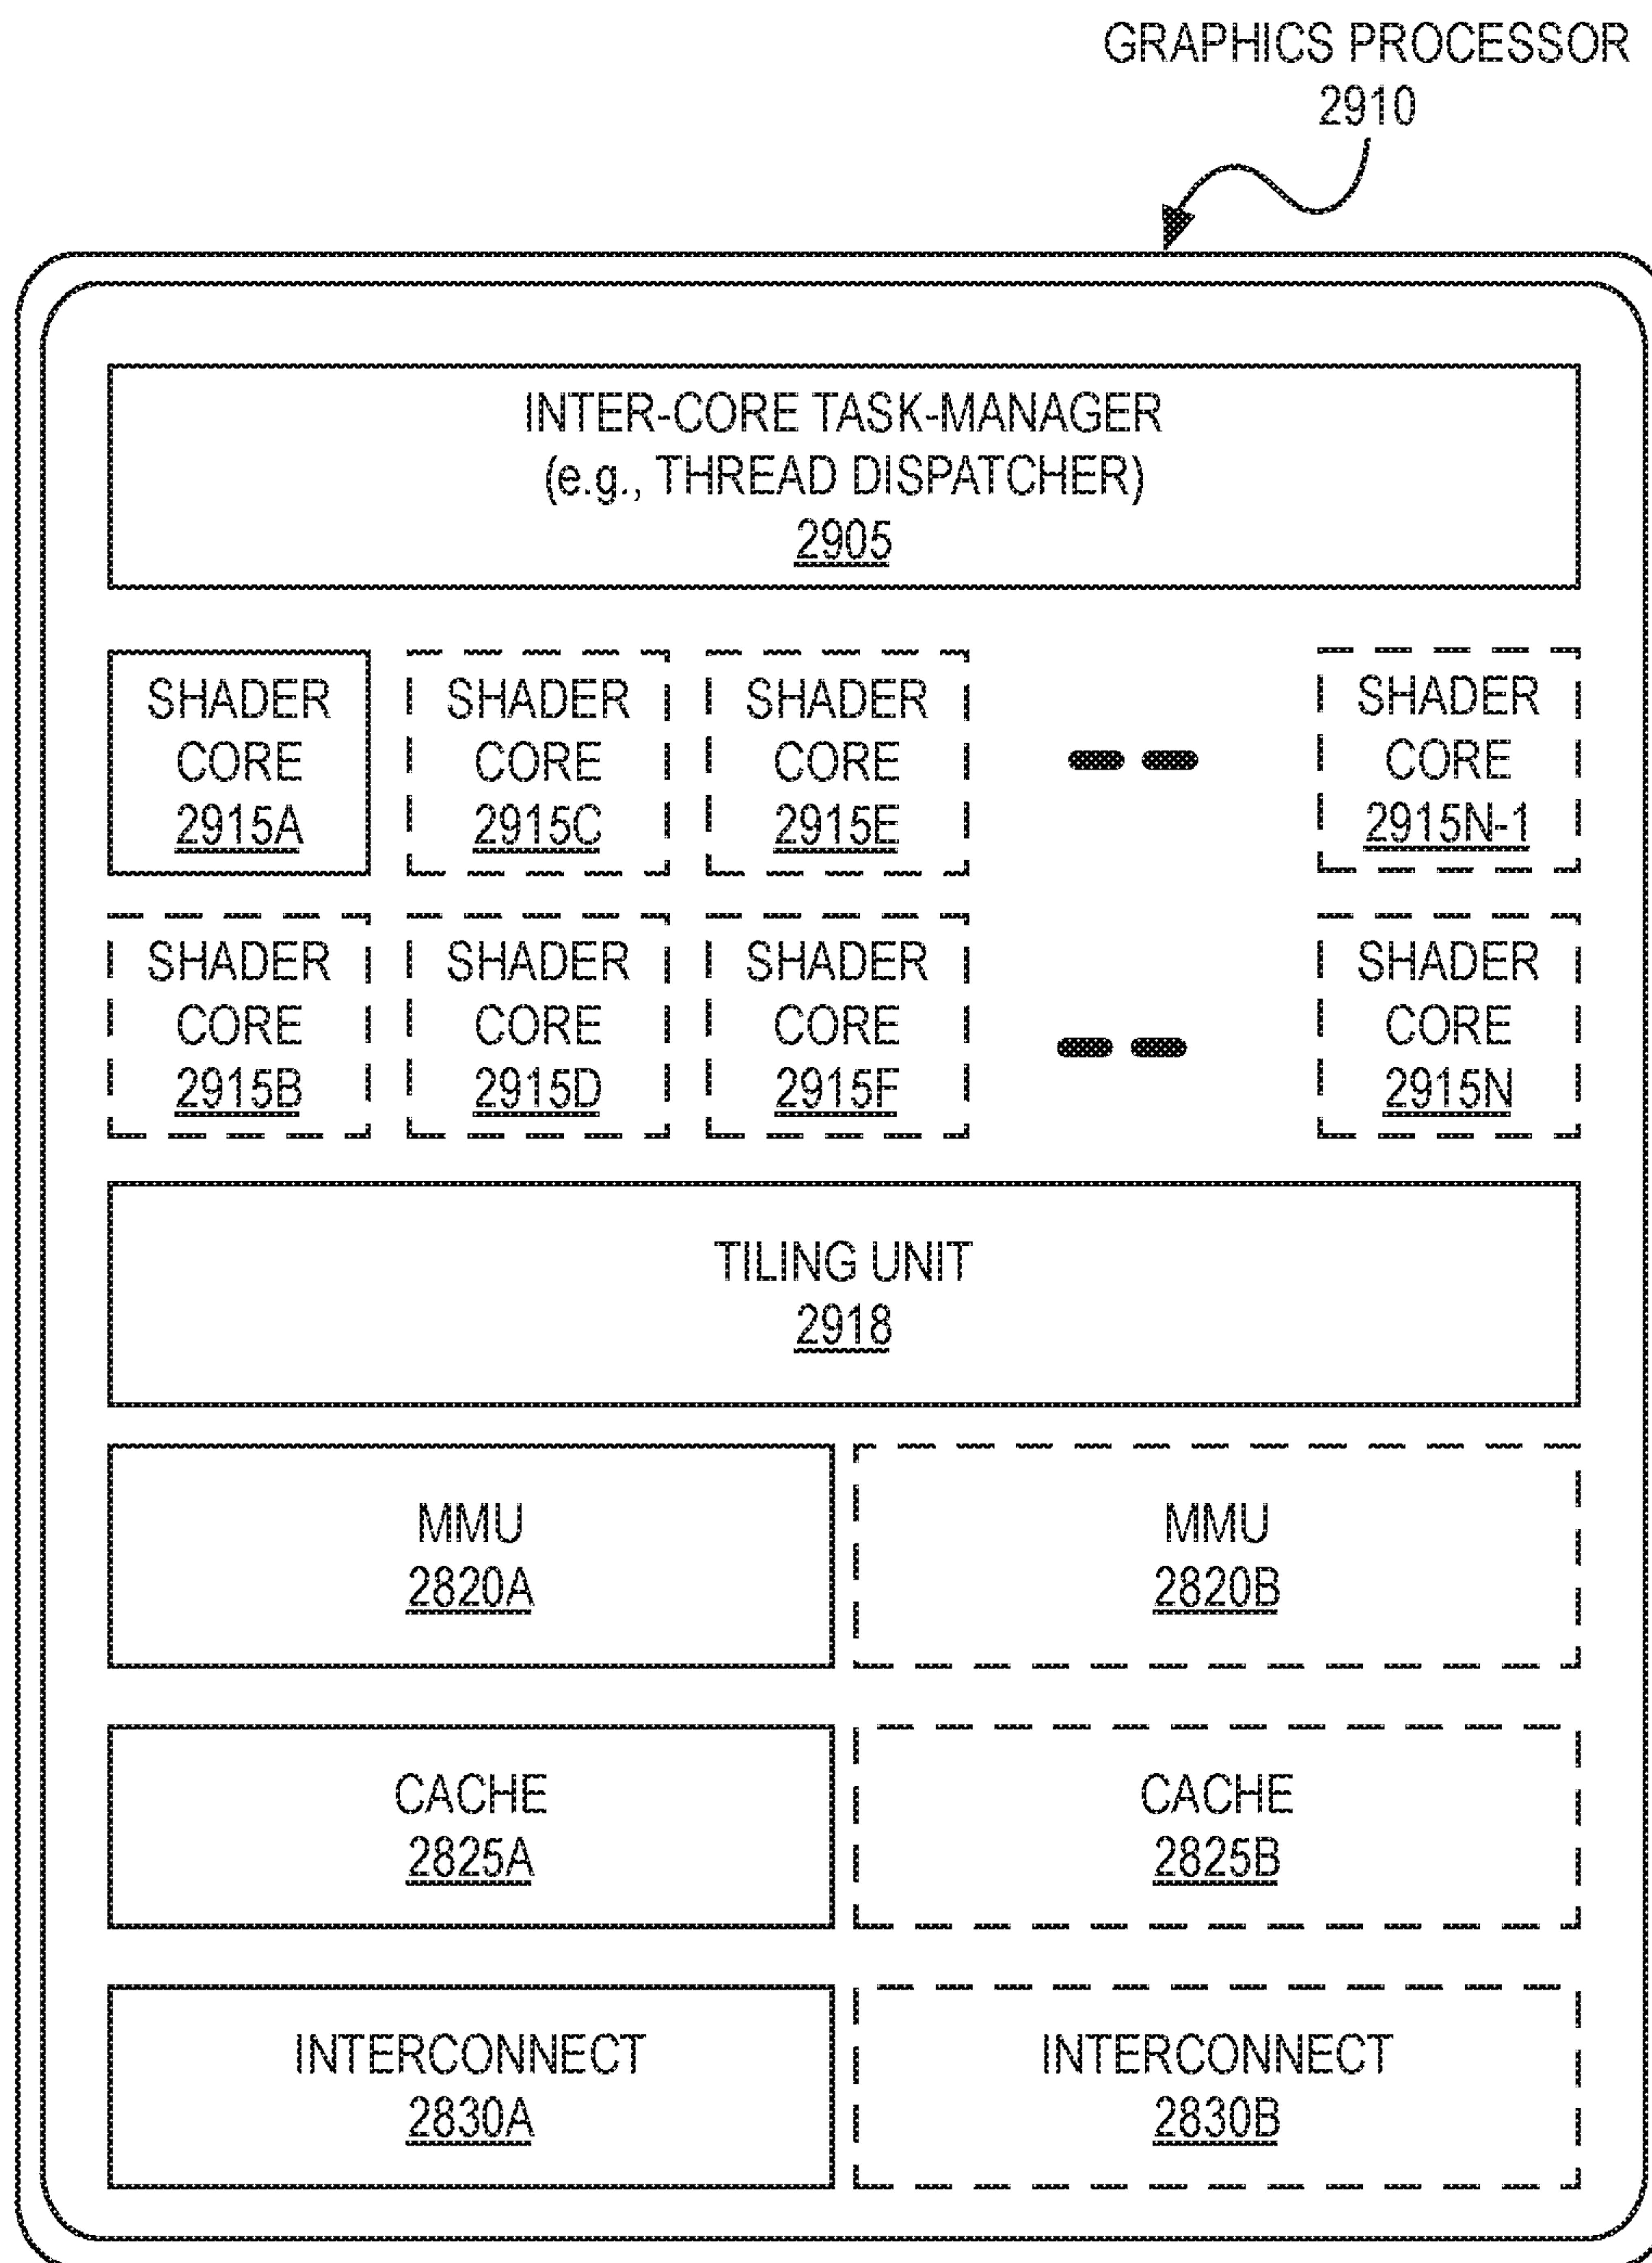 GRAPHICS PROCESSOR
2910
INTER-CORE TASK-MANAGER
(e.g., THREAD DISPATCHER)
2905
SHADER
CORE
2915A
SHADER
CORE
2915C
SHADER
CORE
2915E
SHADER
CORE
2915N-1
SHADER
CORE
2915B
SHADER
CORE
2915D
SHADER
CORE
2915F
SHADER
CORE
2915N
TILING UNIT
2918
MMU
2820A
MMU
2820B
CACHE
2825A
CACHE
2825B
INTERCONNECT
2830A
INTERCONNECT
2830B